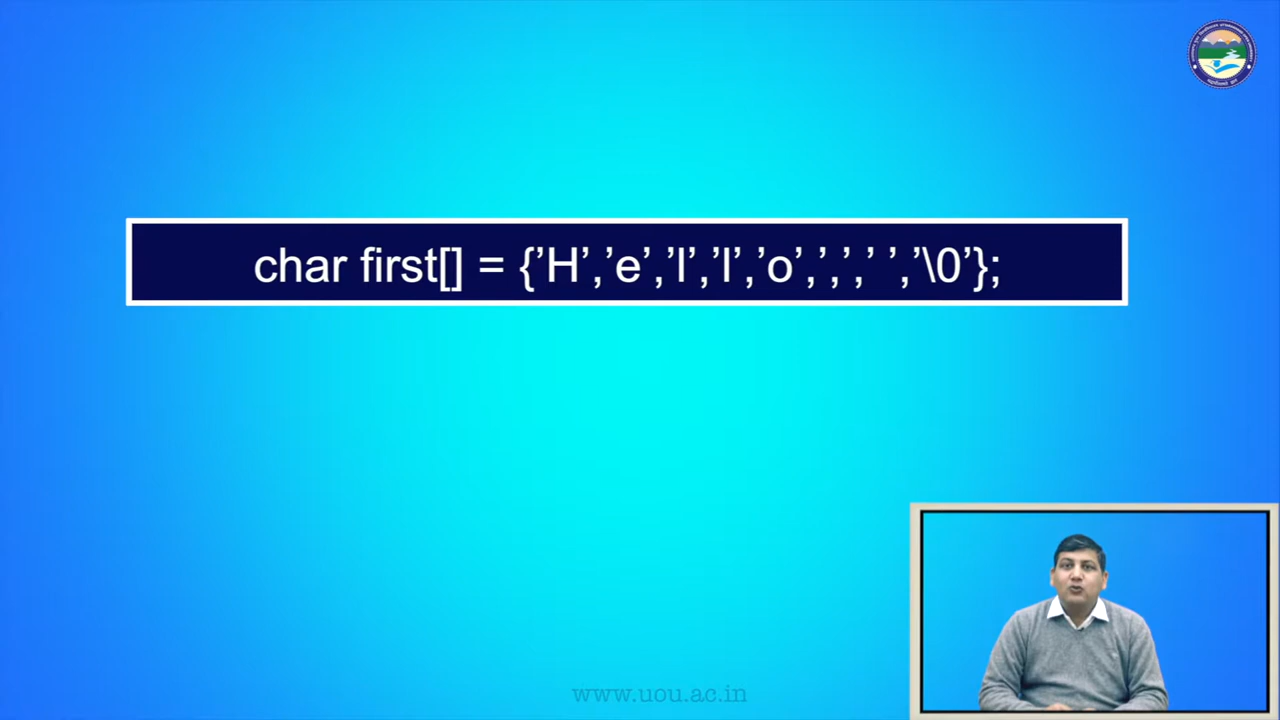 char first[] = {’H’,’e’,’l’,’l’,’o’,’,’,’ ’,’\0’};
www.uou.ac.in